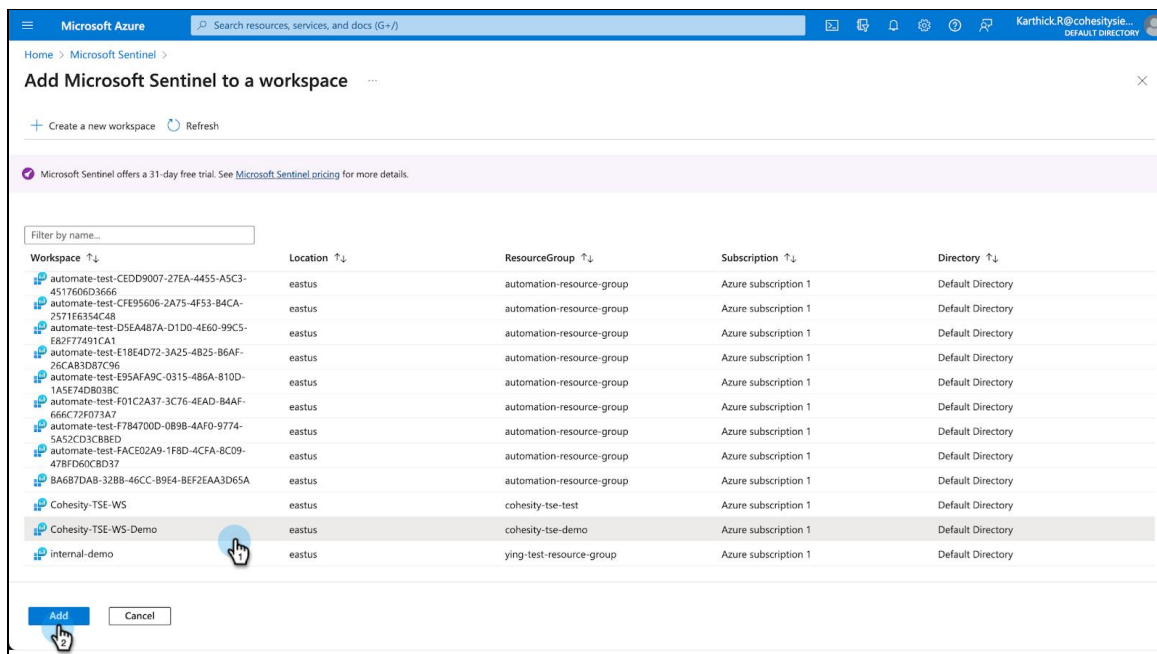 Microsoft Azure
Search resources, services, and docs (G+/)
Karthick.R@cohesitysie...
DEFAULT DIRECTORY
Home > Microsoft Sentinel >
Add Microsoft Sentinel to a workspace ...
Create a new workspace Refresh
Microsoft Sentinel offers a 31-day free trial. See Microsoft Sentinel pricing for more details.
Filter by name...
Workspace Location ResourceGroup Subscription Directory
automate-test-CEDD9007-27EA-4455-A5C3-
4517606D3666
eastus automation-resource-group Azure subscription 1 Default Directory
automate-test-CFE95606-2A75-4F53-B4CA-
2571E6354C48
eastus automation-resource-group Azure subscription 1 Default Directory
automate-test-D5EA487A-D1D0-4E60-99C5-
E82F77491CA1
eastus automation-resource-group Azure subscription 1 Default Directory
automate-test-E18E4D72-3A25-4B25-B6AF-
26CAB3D87C96
eastus automation-resource-group Azure subscription 1 Default Directory
automate-test-E95AFA9C-0315-486A-810D-
1A5E74DB03BC
eastus automation-resource-group Azure subscription 1 Default Directory
automate-test-F01C2A37-3C76-4EAD-B4AF-
666C72F073A7
eastus automation-resource-group Azure subscription 1 Default Directory
automate-test-F784700D-0B9B-4AF0-9774-
5A52CD3CBBED
eastus automation-resource-group Azure subscription 1 Default Directory
automate-test-FACE02A9-1F8D-4CFA-8C09-
47BFD60CBD37
eastus automation-resource-group Azure subscription 1 Default Directory
BA6B7DAB-32BB-46CC-B9E4-BEF2EAA3D65A eastus automation-resource-group Azure subscription 1 Default Directory
Cohesity-TSE-WS eastus cohesity-tse-test Azure subscription 1 Default Directory
Cohesity-TSE-WS-Demo eastus cohesity-tse-demo Azure subscription 1 Default Directory
internal-demo 1 eastus ying-test-resource-group Azure subscription 1 Default Directory
Add Cancel
2